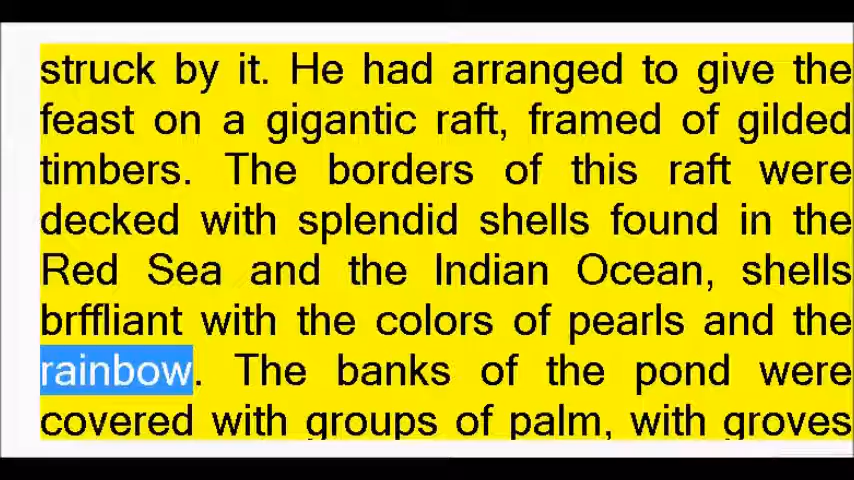 struck by it. He had arranged to give the
feast on a gigantic raft, framed of gilded
timbers. The borders of this raft were
decked with splendid shells found in the
Red Sea and the Indian Ocean, shells
brffliant with the colors of pearls and the
rainbow. The banks of the pond were
covered with groups of palm, with groves